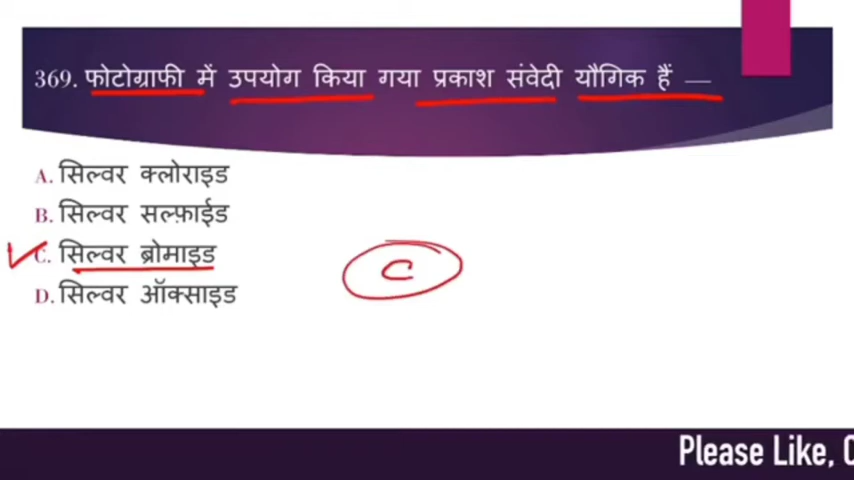 369. फोटोग्राफी में उपयोग किया गया प्रकाश संवेदी यौगिक हैं —
A. सिल्वर क्लोराइड
B. सिल्वर सल्फ़ाईड
C. सिल्वर ब्रोमाइड
C
D. सिल्वर ऑक्साइड
Please Like, C